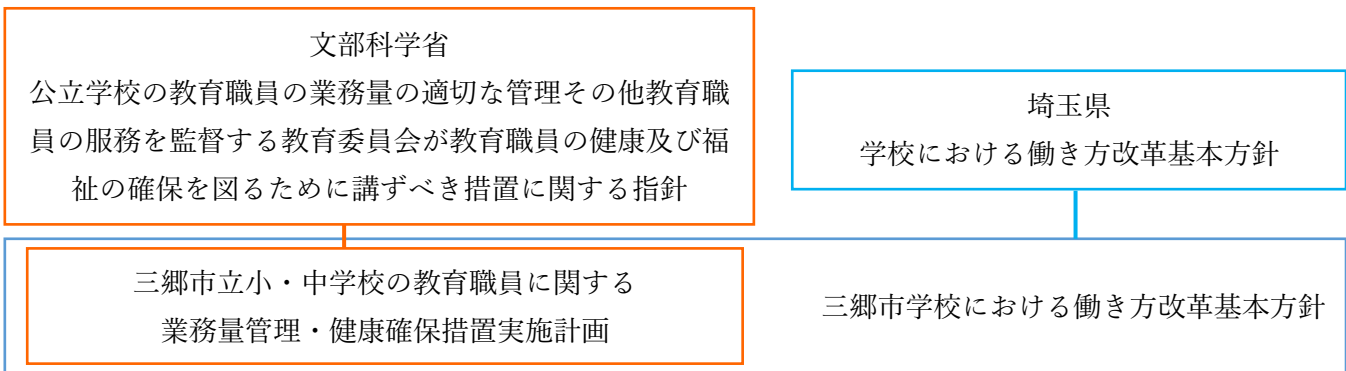 文部科学省
公立学校の教育職員の業務量の適切な管理その他教育職
員の服務を監督する教育委員会が教育職員の健康及び福
祉の確保を図るために講ずべき措置に関する指針
埼玉県
学校における働き方改革基本方針
三郷市立小・中学校の教育職員に関する
業務量管理・健康確保措置実施計画
三郷市学校における働き方改革基本方針